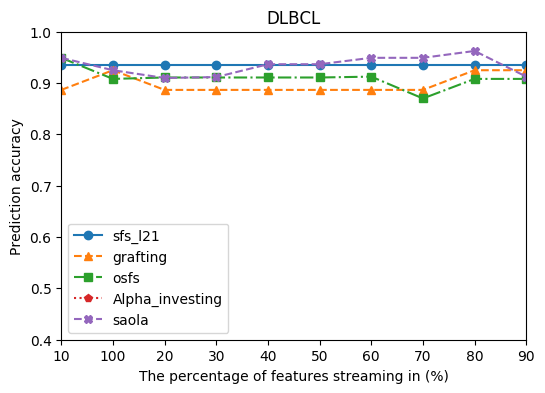 DLBCL
1.0
0.9
0.8
0.7
0.6
0.5
0.4
Prediction accuracy
sfs_l21
grafting
osfs
Alpha_investing
saola
10 100 20 30 40 50 60 70 80 90
The percentage of features streaming in (%)